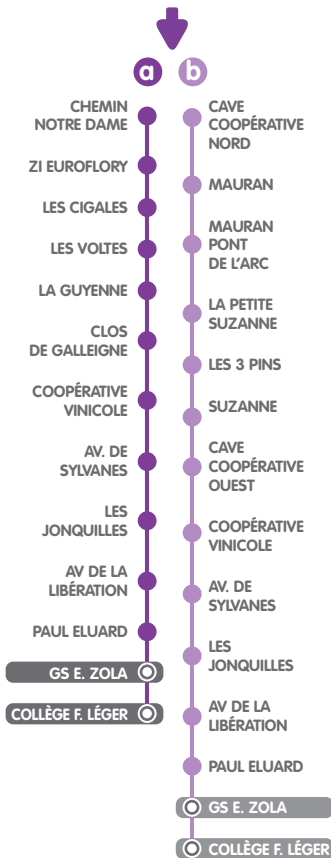 a
CHEMIN
NOTRE DAME
ZI EUROFLORY
LES CIGALES
LES VOLTES
LA GUYENNE
CLOS
DE GALLEIGNE
COOPÉRATIVE
VINICOLE
AV. DE
SYLVANES
LES
JONQUILLES
AV DE LA
LIBÉRATION
PAUL ELUARD
GS E. ZOLA
COLLÈGE F. LÉGER
b
CAVE
COOPÉRATIVE
NORD
MAURAN
MAURAN
PONT
DE L'ARC
LA PETITE
SUZANNE
LES 3 PINS
SUZANNE
CAVE
COOPÉRATIVE
OUEST
COOPÉRATIVE
VINICOLE
AV. DE
SYLVANES
LES
JONQUILLES
AV DE LA
LIBÉRATION
PAUL ELUARD
GS E. ZOLA
COLLÈGE F. LÉGER